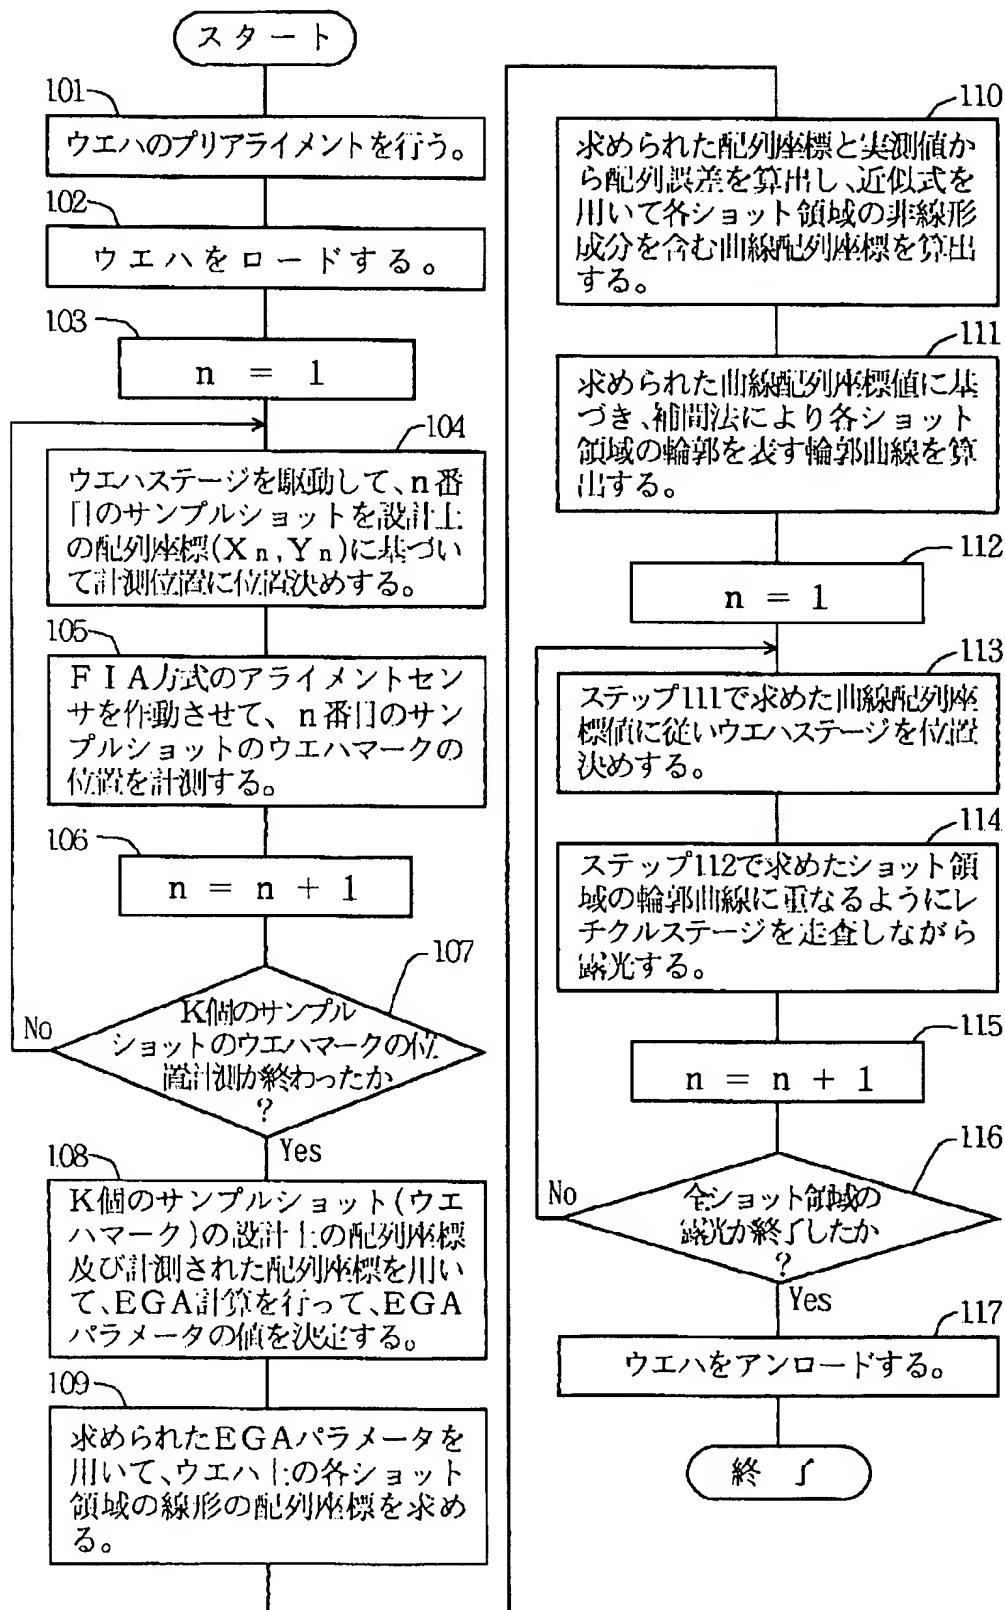 スタート
101
ウエハのプリアライメントを行う。
102
ウエハをロードする。
103
n = 1
104
ウエハステージを駆動して、n番
目のサンプルショットを設計上
の配列座標(Xn,Yn)に基づい
て計測位置に位置決めする。
105
FIA方式のアライメントセン
サを作動させて、n番目のサン
プルショットのウエハマークの
位置を計測する。
106
n = n + 1
107
K個のサンプル
ショットのウエハマークの位
置計測が終わったか
?
No
Yes
108
K個のサンプルショット(ウエ
ハマーク)の設計上の配列座標
及び計測された配列座標を用い
て、EGA計算を行って、EGA
パラメータの値を決定する。
109
求められたEGAパラメータを
用いて、ウエハ上の各ショット
領域の線形の配列座標を求め
る。
110
求められた配列座標と実測値か
ら配列誤差を算出し、近似式を
用いて各ショット領域の非線形
成分を含む曲線配列座標を算出
する。
111
求められた曲線配列座標値に基
づき、補間法により各ショット
領域の輪郭を表す輪郭曲線を算
出する。
112
n = 1
113
ステップ111で求めた曲線配列座
標値に従いウエハステージを位置
決めする。
114
ステップ112で求めたショット領
域の輪郭曲線に重なるようにレ
チクルステージを走査しながら
露光する。
115
n = n + 1
116
全ショット領域の
露光が終了したか
?
No
Yes
117
ウエハをアンロードする。
終了